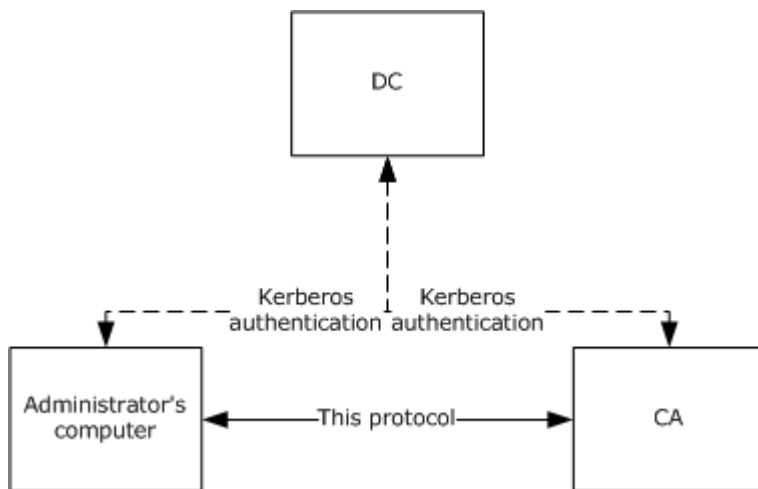 DC
Kerberos
authentication
Kerberos
authentication
Administrator's
computer
This protocol
CA